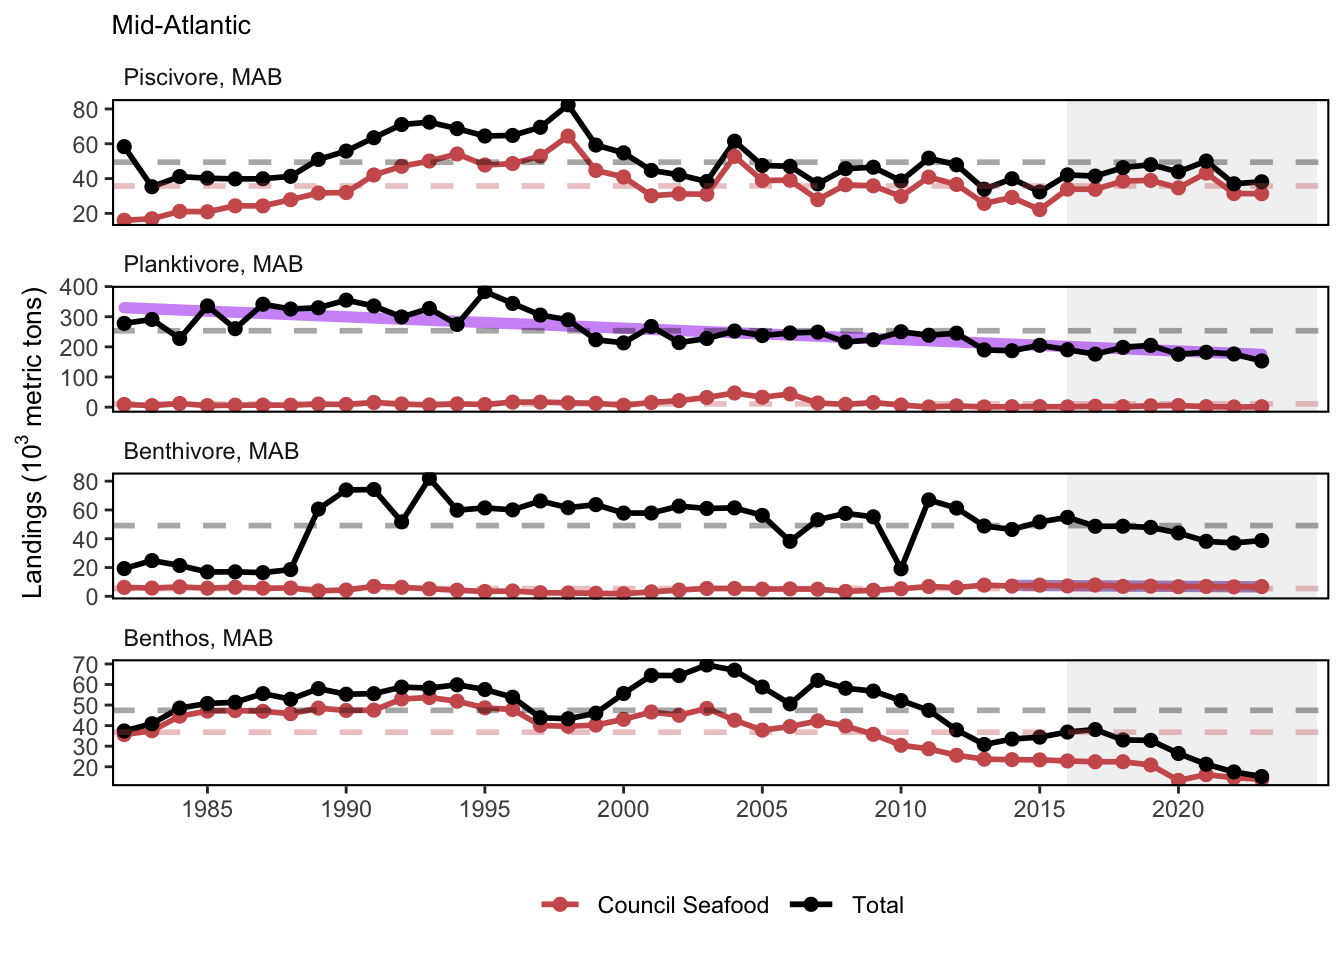 Mid-Atlantic
Piscivore, MAB
80
60
40
20
Planktivore, MAB
400
300
200
100
0
Benthivore, MAB
80
60
40
20
0
Benthos, MAB
70
60
50
40
30
20
1985 1990 1995 2000 2005 2010 2015 2020
Landings (10³ metric tons)
Council Seafood Total